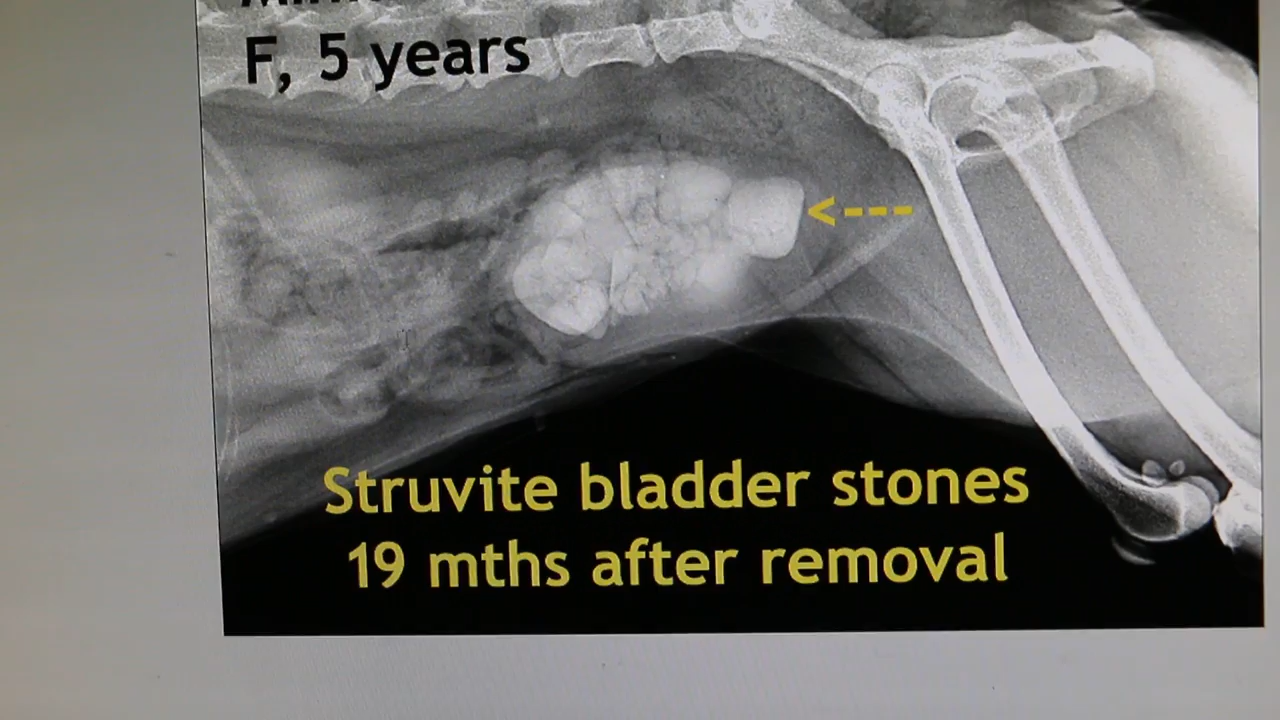 F, 5 years
Struvite bladder stones
19 mths after removal